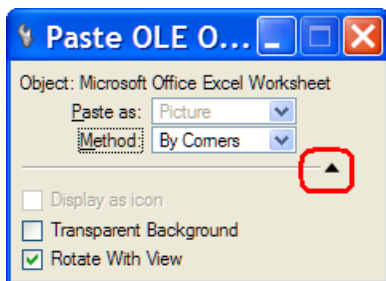 Paste OLE O...
Object: Microsoft Office Excel Worksheet
Paste as: Picture
Method: By Corners
Display as icon
Transparent Background
Rotate With View